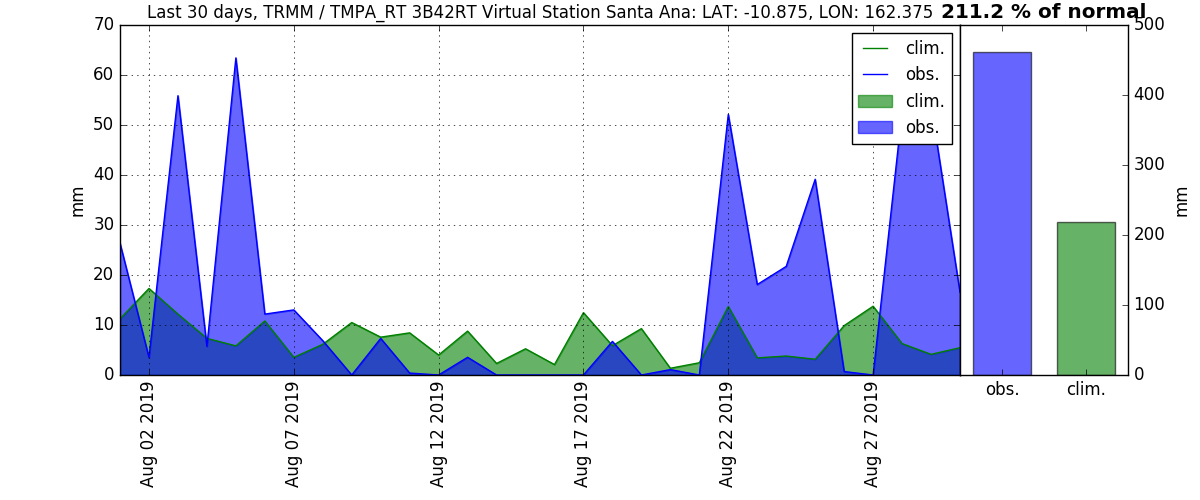 Last 30 days, TRMM / TMPA_RT 3B42RT Virtual Station Santa Ana: LAT: -10.875, LON: 162.375 211.2 % of normal
70
60
50
40
30
20
10
0
mm
clim.
obs.
clim.
obs.
Aug 02 2019
Aug 07 2019
Aug 12 2019
Aug 17 2019
Aug 22 2019
Aug 27 2019
500
400
300
200
100
0
mm
obs. clim.